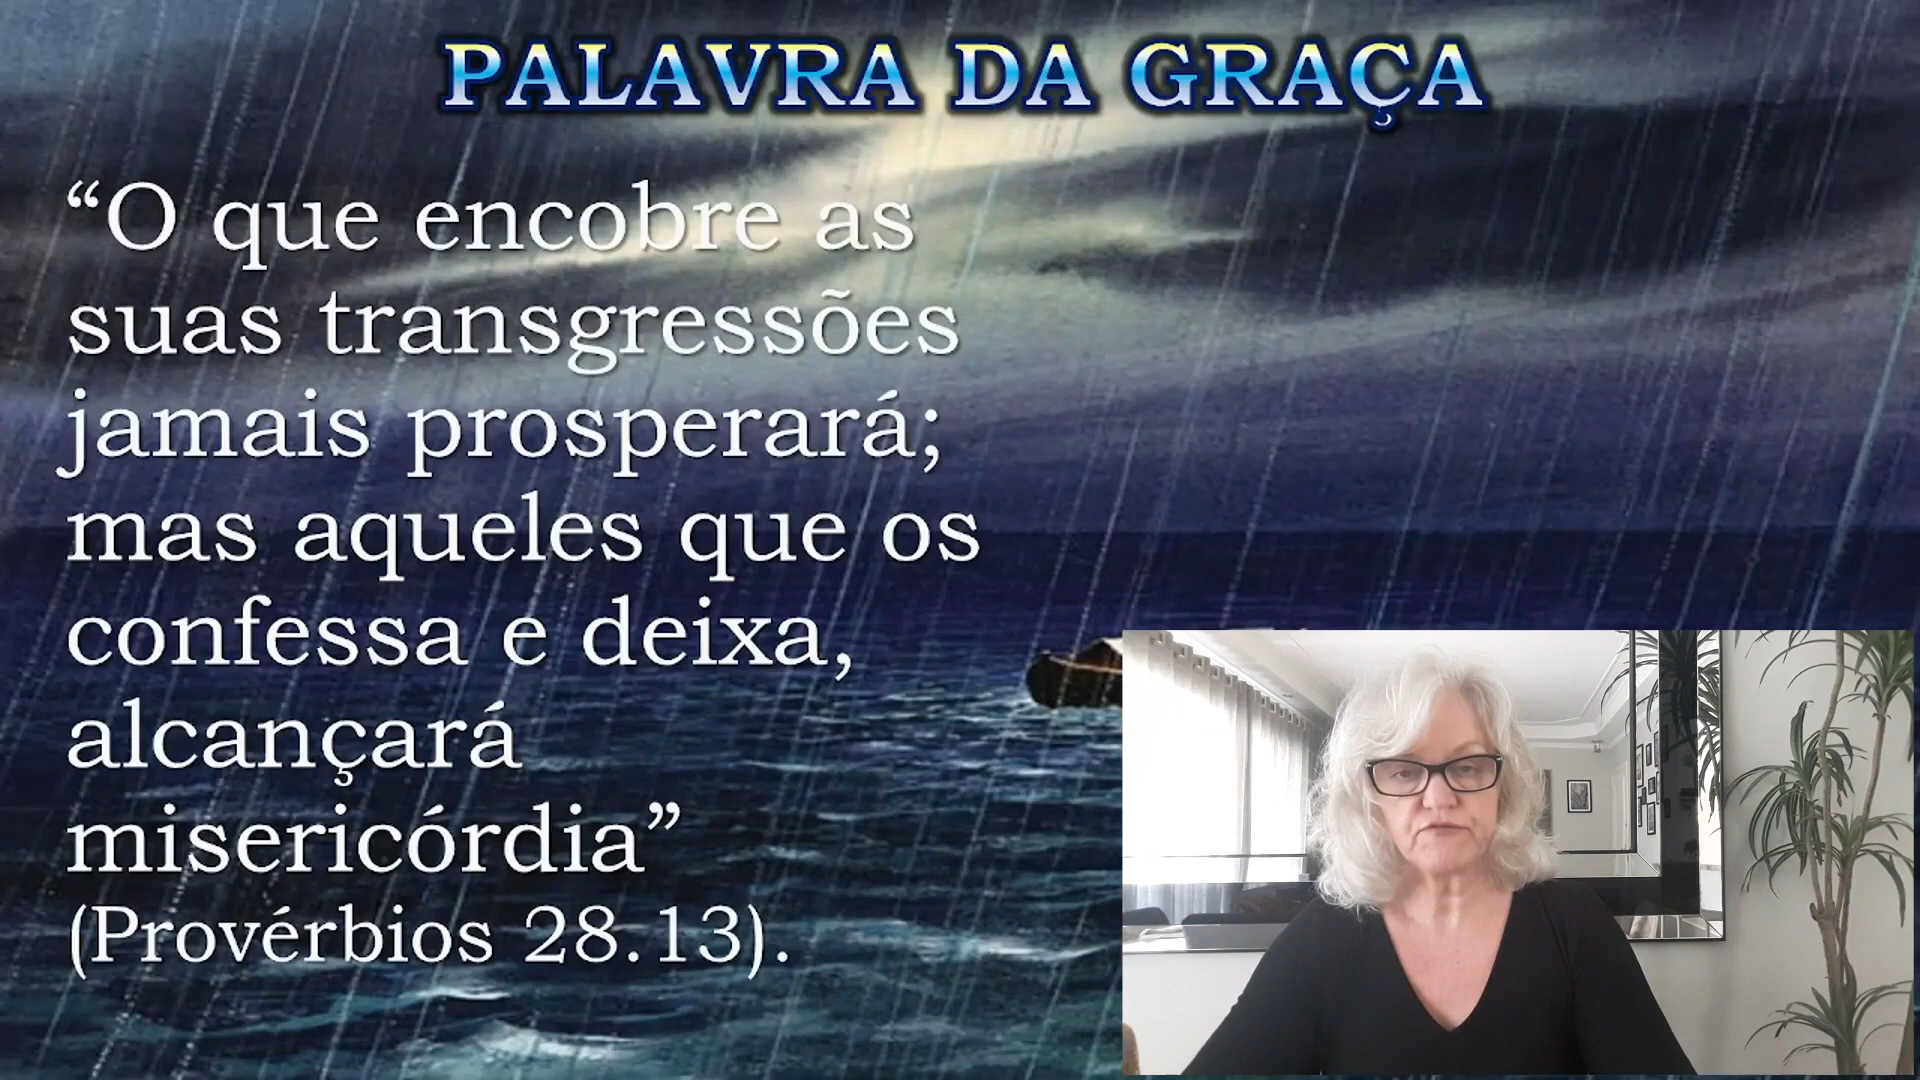 PALAVRA DA GRAÇA
“O que encobre as
suas transgressões
jamais prosperará;
mas aqueles que os
confessa e deixa,
alcançará
misericórdia”
(Provérbios 28.13).